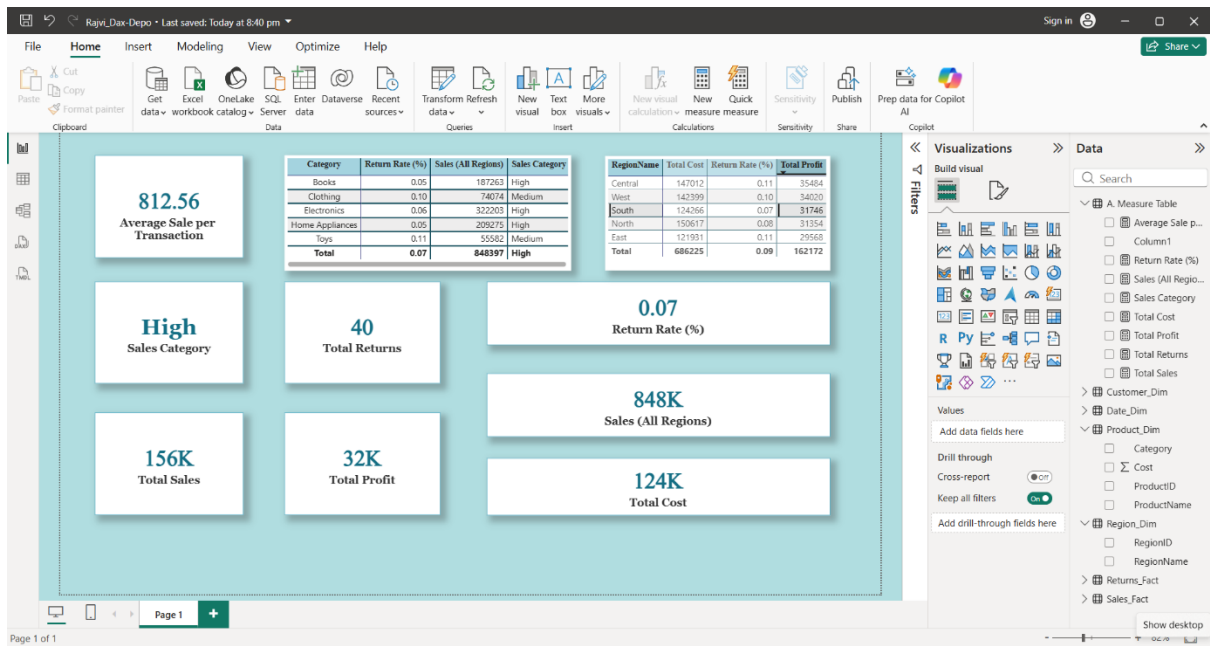 Rajvi_Dax-Depo • Last saved: Today at 8:40 pm
Sign in
File Home Insert Modeling View Optimize Help
Share
Paste
Cut
Copy
Format painter
Clipboard
Get data
Excel workbook
OneLake catalog
SQL Server
Enter data
Dataverse
Recent sources
Data
Transform data
Refresh
Queries
New visual
Text box
More visuals
Insert
New visual calculation
New measure
Quick measure
Calculations
Sensitivity
Sensitivity
Publish
Share
Prep data for AI
Copilot
Copilot
812.56
Average Sale per
Transaction
Category Return Rate (%) Sales (All Regions) Sales Category
Books 0.05 187263 High
Clothing 0.10 74074 Medium
Electronics 0.06 322203 High
Home Appliances 0.05 209275 High
Toys 0.11 55582 Medium
Total 0.07 848397 High
RegionName Total Cost Return Rate (%) Total Profit
Central 147012 0.11 35484
West 142399 0.10 34020
South 124266 0.07 31746
North 150617 0.08 31354
East 121931 0.11 29568
Total 686225 0.09 162172
High
Sales Category
40
Total Returns
0.07
Return Rate (%)
848K
Sales (All Regions)
156K
Total Sales
32K
Total Profit
124K
Total Cost
Filters
Visualizations
Build visual
123
R Py
Values
Add data fields here
Drill through
Cross-report
Off
Keep all filters
On
Add drill-through fields here
Data
Search
A. Measure Table
Average Sale p...
Column1
Return Rate (%)
Sales (All Regio...
Sales Category
Total Cost
Total Profit
Total Returns
Total Sales
Customer_Dim
Date_Dim
Product_Dim
Category
Cost
ProductID
ProductName
Region_Dim
RegionID
RegionName
Returns_Fact
Sales_Fact
DAX
TMDL
Page 1
Show desktop
Page 1 of 1